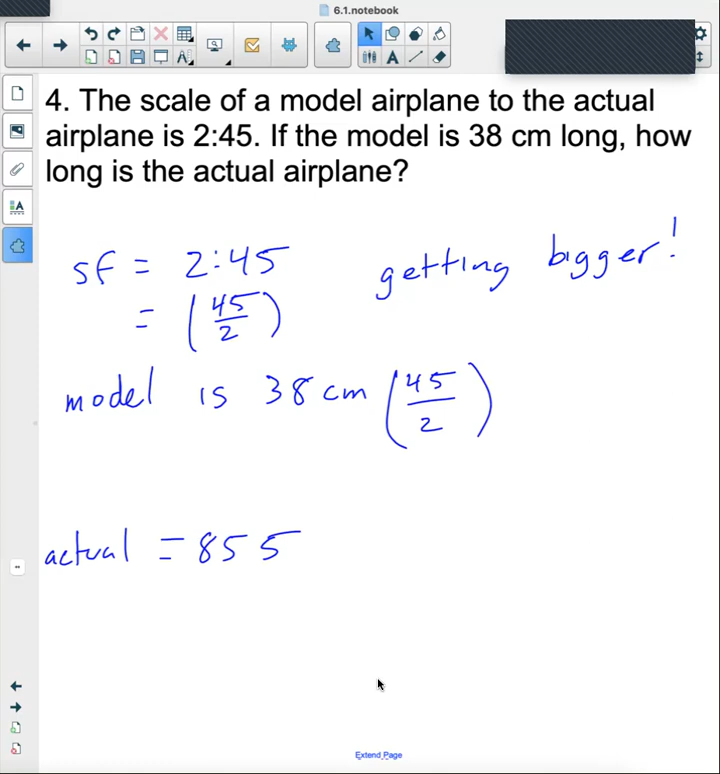 6.1.notebook
4. The scale of a model airplane to the actual
airplane is 2:45. If the model is 38 cm long, how
long is the actual airplane?
sf = 2:45 getting bigger!
= (45/2)
model is 38 cm (45/2)
actual = 855
Extend Page